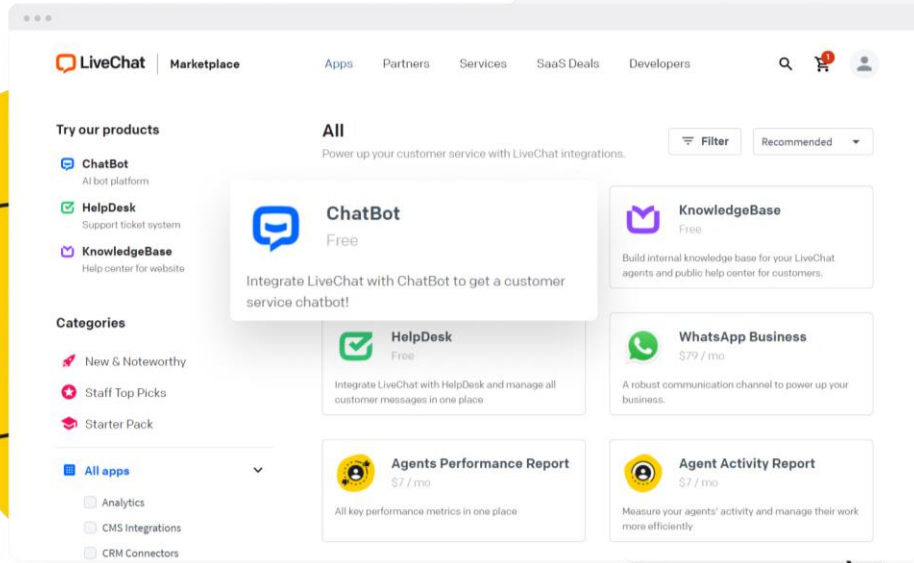 LiveChat
Marketplace
Apps
Partners
Services
SaaS Deals
Developers
1
Try our products
ChatBot
AI bot platform
HelpDesk
Support ticket system
KnowledgeBase
Help center for website
Categories
New & Noteworthy
Staff Top Picks
Starter Pack
All apps
Analytics
CMS Integrations
CRM Connectors
All
Power up your customer service with LiveChat integrations.
Filter
Recommended
ChatBot
Free
Integrate LiveChat with ChatBot to get a customer
service chatbot!
KnowledgeBase
Free
Build internal knowledge base for your LiveChat
agents and public help center for customers.
HelpDesk
Free
Integrate LiveChat with HelpDesk and manage all
customer messages in one place
WhatsApp Business
$79 / mo
A robust communication channel to power up your
business.
Agents Performance Report
$7 / mo
All key performance metrics in one place
Agent Activity Report
$7 / mo
Measure your agents' activity and manage their work
more efficiently